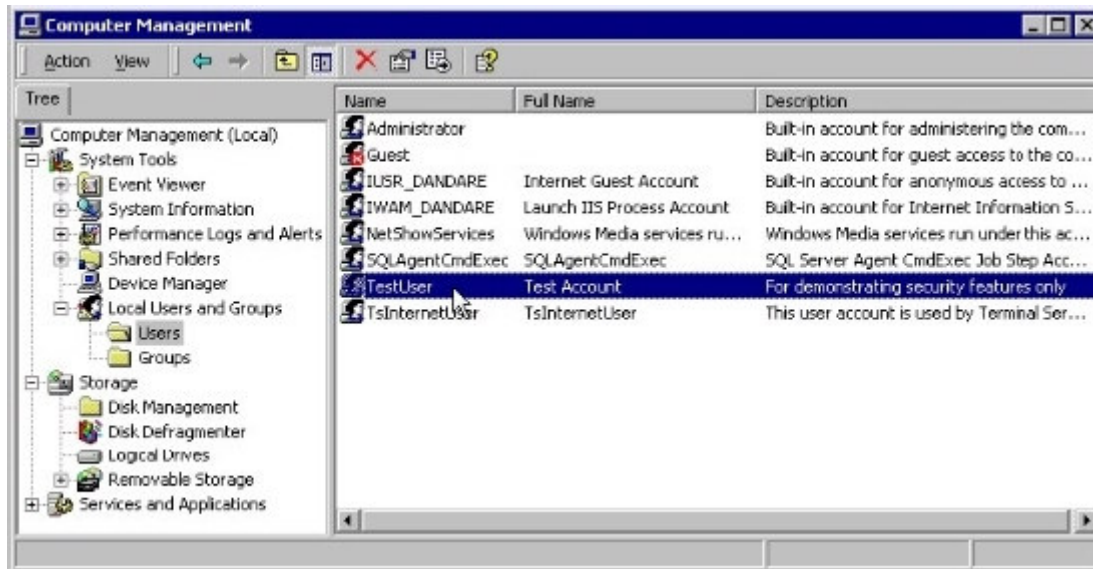 Computer Management
Action View
Tree
Name Full Name Description
Computer Management (Local)
System Tools
Event Viewer
System Information
Performance Logs and Alerts
Shared Folders
Device Manager
Local Users and Groups
Users
Groups
Storage
Disk Management
Disk Defragmenter
Logical Drives
Removable Storage
Services and Applications
Administrator Built-in account for administering the com...
Guest Built-in account for guest access to the co...
IUSR_DANDARE Internet Guest Account Built-in account for anonymous access to ...
IWAM_DANDARE Launch IIS Process Account Built-in account for Internet Information S...
NetShowServices Windows Media services ru... Windows Media services run under this ac...
SQLAgentCmdExec SQLAgentCmdExec SQL Server Agent CmdExec Job Step Acc...
TestUser Test Account For demonstrating security features only
TsInternetUser TsInternetUser This user account is used by Terminal Ser...